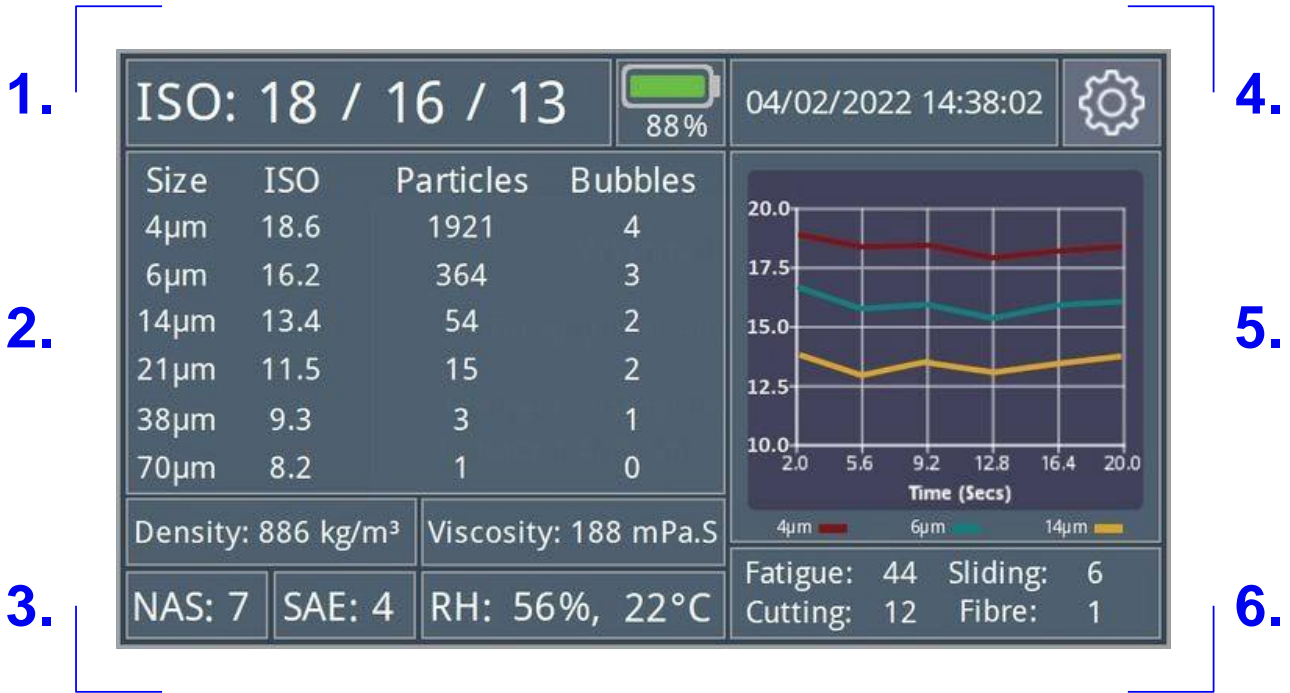 1.
ISO: 18 / 16 / 13
88%
04/02/2022 14:38:02
4.
2.
Size ISO Particles Bubbles
4µm 18.6 1921 4
6µm 16.2 364 3
14µm 13.4 54 2
21µm 11.5 15 2
38µm 9.3 3 1
70µm 8.2 1 0
5.
20.0
17.5
15.0
12.5
10.0
2.0 5.6 9.2 12.8 16.4 20.0
Time (Secs)
4µm 6µm 14µm
Density: 886 kg/m³ Viscosity: 188 mPa.S
3.
NAS: 7 SAE: 4 RH: 56%, 22°C
Fatigue: 44 Sliding: 6
Cutting: 12 Fibre: 1
6.